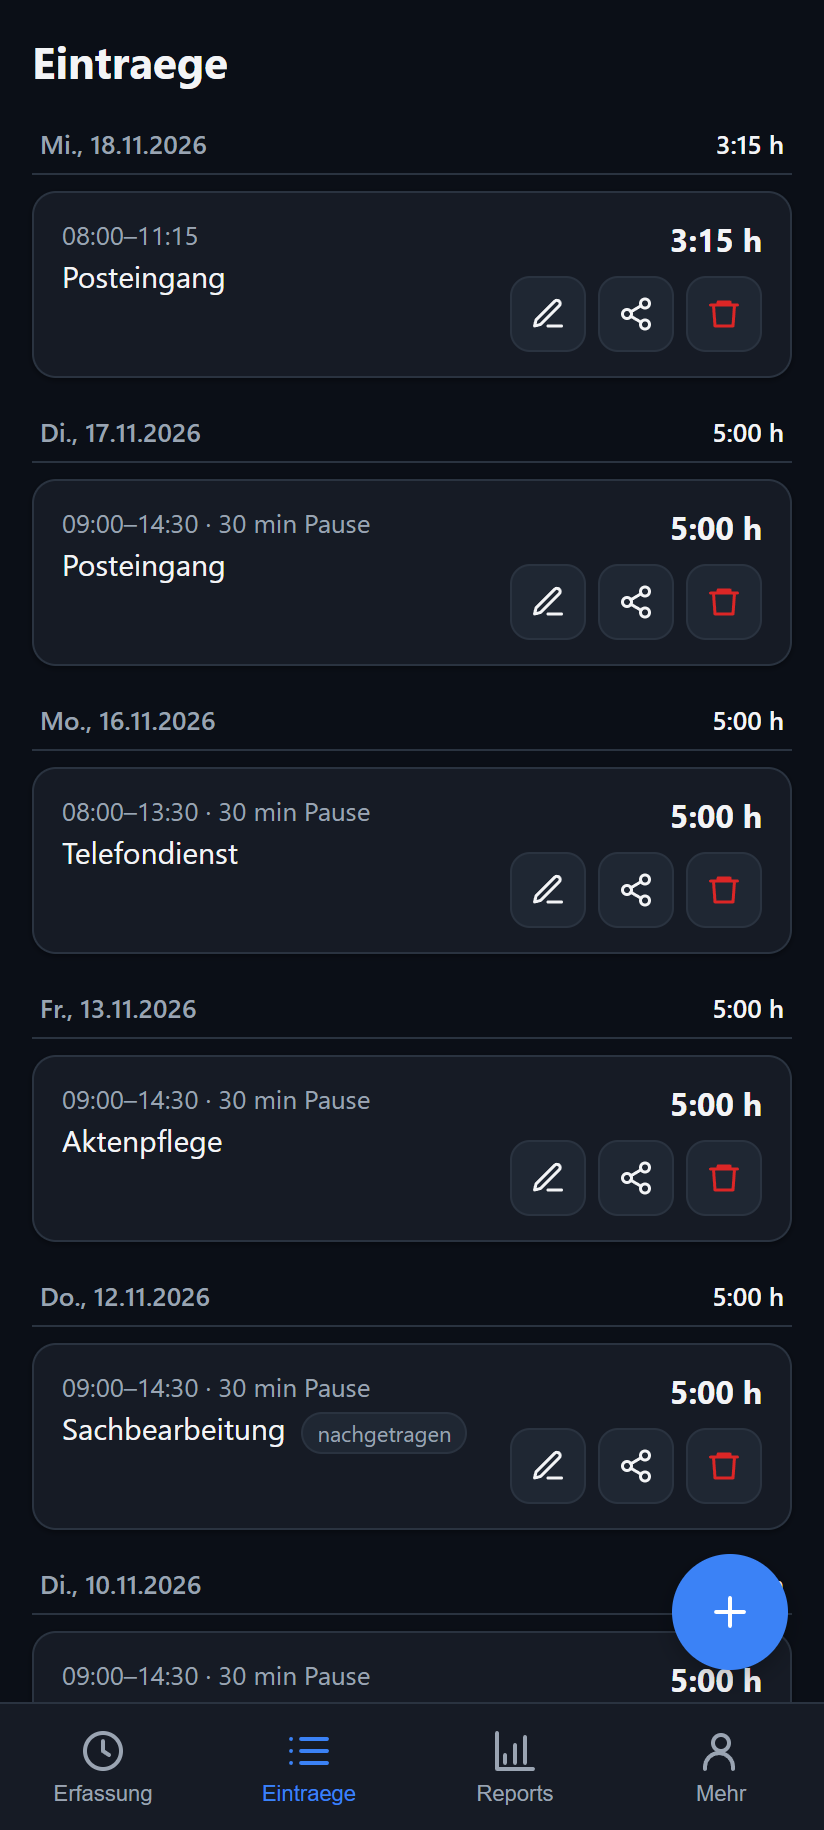 Eintraege
Mi., 18.11.2026 3:15 h
08:00–11:15 3:15 h
Posteingang
Di., 17.11.2026 5:00 h
09:00–14:30 · 30 min Pause 5:00 h
Posteingang
Mo., 16.11.2026 5:00 h
08:00–13:30 · 30 min Pause 5:00 h
Telefondienst
Fr., 13.11.2026 5:00 h
09:00–14:30 · 30 min Pause 5:00 h
Aktenpflege
Do., 12.11.2026 5:00 h
09:00–14:30 · 30 min Pause 5:00 h
Sachbearbeitung nachgetragen
Di., 10.11.2026
09:00–14:30 · 30 min Pause 5:00 h
Erfassung Eintraege Reports Mehr